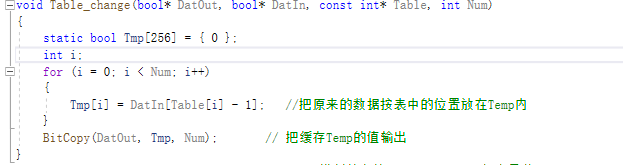 void Table_change(bool* DatOut, bool* DatIn, const int* Table, int Num)
{
static bool Tmp[256] = { 0 };
int i;
for (i = 0; i < Num; i++)
{
Tmp[i] = DatIn[Table[i] - 1]; //把原来的数据按表中的位置放在Temp内
}
BitCopy(DatOut, Tmp, Num); // 把缓存Temp的值输出
}